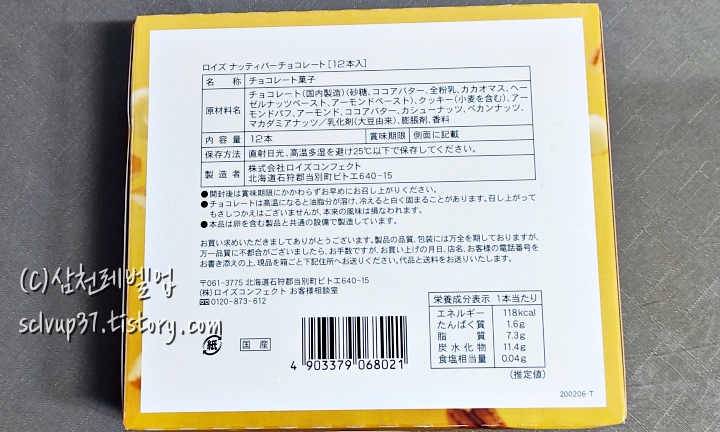 ロイズ ナッティバーチョコレート[12本入]
名 称 チョコレート菓子
原材料名 チョコレート(国内製造)(砂糖、ココアバター、全粉乳、カカオマス、ヘ
ーゼルナッツペースト、アーモンドペースト)、クッキー(小麦を含む)、アー
モンドパフ、アーモンド、ココアバター、カシューナッツ、ペカンナッツ、
マカダミアナッツ/乳化剤(大豆由来)、膨脹剤、香料
内 容 量 12本 賞味期限 側面に記載
保存方法 直射日光、高温多湿を避け25℃以下で保存してください。
製 造 者 株式会社ロイズコンフェクト
北海道石狩郡当別町ビトエ640-15
●開封後は賞味期限にかかわらずお早めにお召し上がりください。
●チョコレートは高温になると油脂分が溶け、冷えると白く固まることがあります。召し上がって
もさしつかえはございませんが、本来の風味は損なわれます。
●本品は卵を含む製品と共通の設備で製造しています。
お買い求めいただきましてありがとうございます。製品の品質、包装には万全を期しておりますが、
万一品質に不都合がございましたら、お手数ですが、お買い上げの月日、店名、お客様の電話番号を
お書き添えの上、現品を箱ごと下記住所へお送りください。代品と送料をお送りいたします。
〒061-3775 北海道石狩郡当別町ビトエ640-15
(株)ロイズコンフェクト お客様相談室
0120-873-612
紙
国 産
4 903379 068021
栄養成分表示 1本当たり
エネルギー 118kcal
たんぱく質 1.6g
脂 質 7.3g
炭 水 化 物 11.4g
食塩相当量 0.04g
(推定値)
200206-T
(C)삼천레벨업
sclvup37.tistory.com